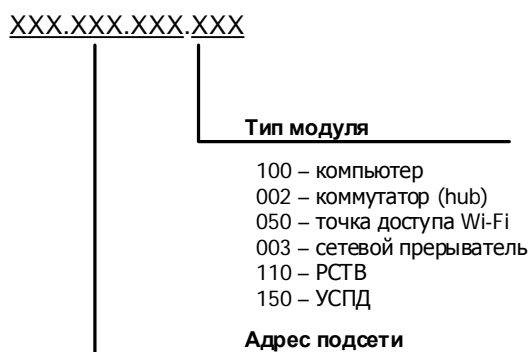 XXX.XXX.XXX.XXX
Тип модуля
100 – компьютер
002 – коммутатор (hub)
050 – точка доступа Wi-Fi
003 – сетевой прерыватель
110 – РСТВ
150 – УСПД
Адрес подсети